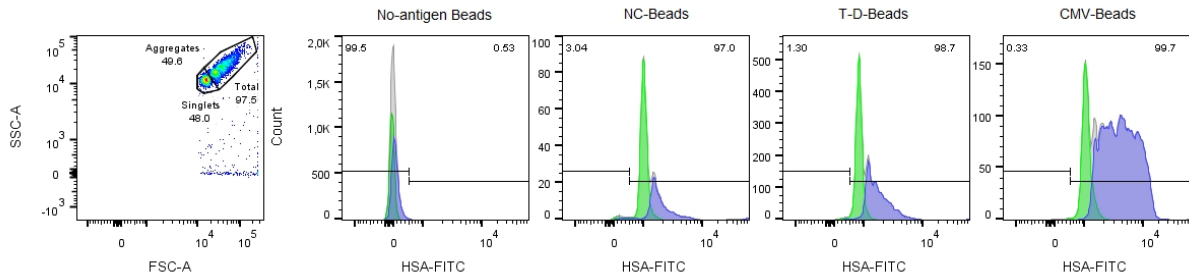 No-antigen Beads
NC-Beads
T-D-Beads
CMV-Beads
SSC-A
10^5
10^4
10^3
0
-10^3
Aggregates
49.6
Total
97.5
Singlets
48.0
0
10^4
10^5
FSC-A
Count
2,0K
1,5K
1,0K
500
0
99.5
0.53
0
10^4
HSA-FITC
100
80
60
40
20
0
3.04
97.0
0
10^4
HSA-FITC
500
400
300
200
100
0
1.30
98.7
0
10^4
HSA-FITC
150
100
50
0
0.33
99.7
0
10^4
HSA-FITC